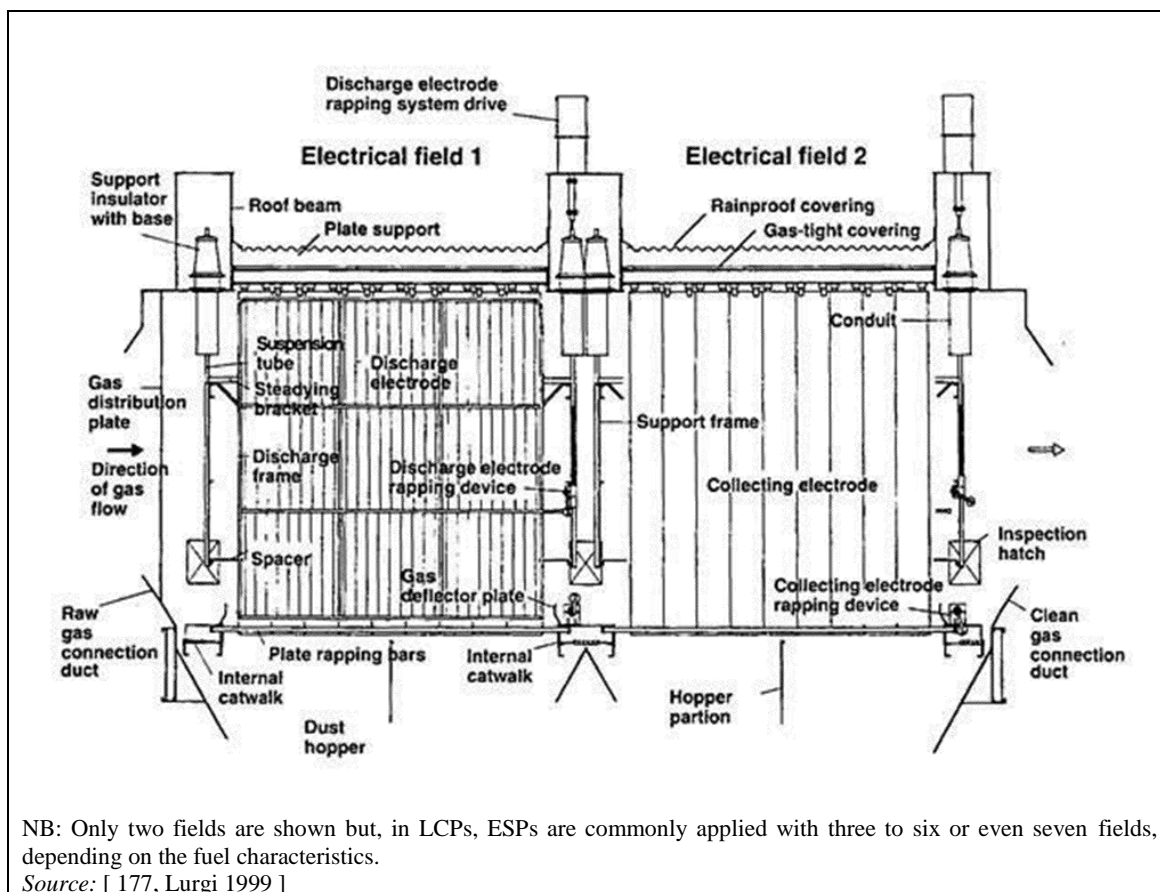 Discharge electrode
rapping system drive
Electrical field 1
Electrical field 2
Support
insulator
with base
Roof beam
Plate support
Rainproof covering
Gas-tight covering
Conduit
Suspension
tube
Steadying
bracket
Discharge
electrode
Gas
distribution
plate
Support frame
Direction
of gas
flow
Discharge
frame
Discharge electrode
rapping device
Collecting electrode
Spacer
Inspection
hatch
Gas
deflector plate
Collecting electrode
rapping device
Raw
gas
connection
duct
Clean
gas
connection
duct
Plate rapping bars
Internal
catwalk
Internal
catwalk
Hopper
partion
Dust
hopper
NB: Only two fields are shown but, in LCPs, ESPs are commonly applied with three to six or even seven fields,
depending on the fuel characteristics.
Source: [ 177, Lurgi 1999 ]